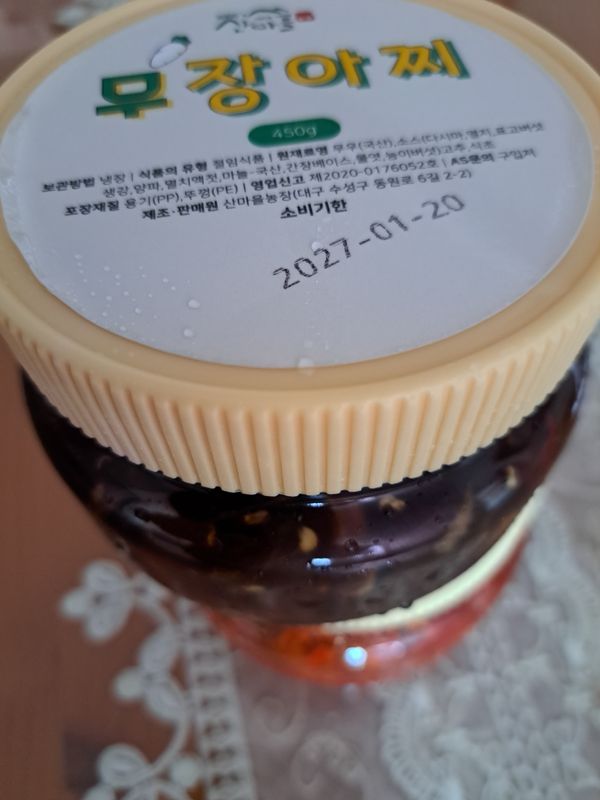 산마을
무장아찌
450g
보관방법 냉장 | 식품의 유형 절임식품 | 원재료명 무우(국산),소스(다시마,멸치,표고버섯
생강,양파,멸치액젓,마늘-국산,간장베이스,물엿,능이버섯)고추,식초
포장재질 용기(PP),뚜껑(PE) | 영업신고 제2020-0176052호 | AS문의 구입처
제조·판매원 산마을농장(대구 수성구 동원로 6길 2-2)
소비기한
2027-01-20